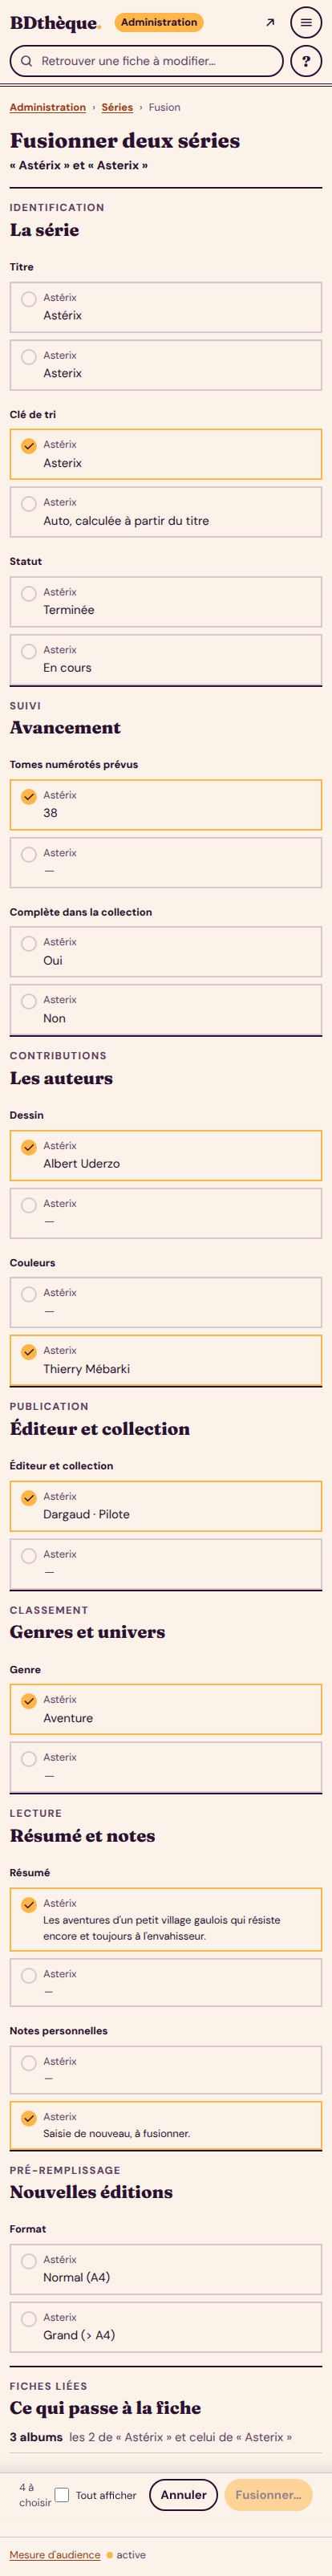 BDthèque.
Administration
Retrouver une fiche à modifier…
?
Administration › Séries › Fusion
Fusionner deux séries
« Astérix » et « Asterix »
IDENTIFICATION
La série
Titre
Astérix
Astérix
Asterix
Asterix
Clé de tri
Astérix
Asterix
Asterix
Auto, calculée à partir du titre
Statut
Astérix
Terminée
Asterix
En cours
SUIVI
Avancement
Tomes numérotés prévus
Astérix
38
Asterix
—
Complète dans la collection
Astérix
Oui
Asterix
Non
CONTRIBUTIONS
Les auteurs
Dessin
Astérix
Albert Uderzo
Asterix
—
Couleurs
Astérix
—
Asterix
Thierry Mébarki
PUBLICATION
Éditeur et collection
Éditeur et collection
Astérix
Dargaud · Pilote
Asterix
—
CLASSEMENT
Genres et univers
Genre
Astérix
Aventure
Asterix
—
LECTURE
Résumé et notes
Résumé
Astérix
Les aventures d'un petit village gaulois qui résiste
encore et toujours à l'envahisseur.
Asterix
—
Notes personnelles
Astérix
—
Asterix
Saisie de nouveau, à fusionner.
PRÉ-REMPLISSAGE
Nouvelles éditions
Format
Astérix
Normal (A4)
Asterix
Grand (> A4)
FICHES LIÉES
Ce qui passe à la fiche
3 albums les 2 de « Astérix » et celui de « Asterix »
4 à
choisir
Tout afficher
Annuler
Fusionner…
Mesure d'audience
active